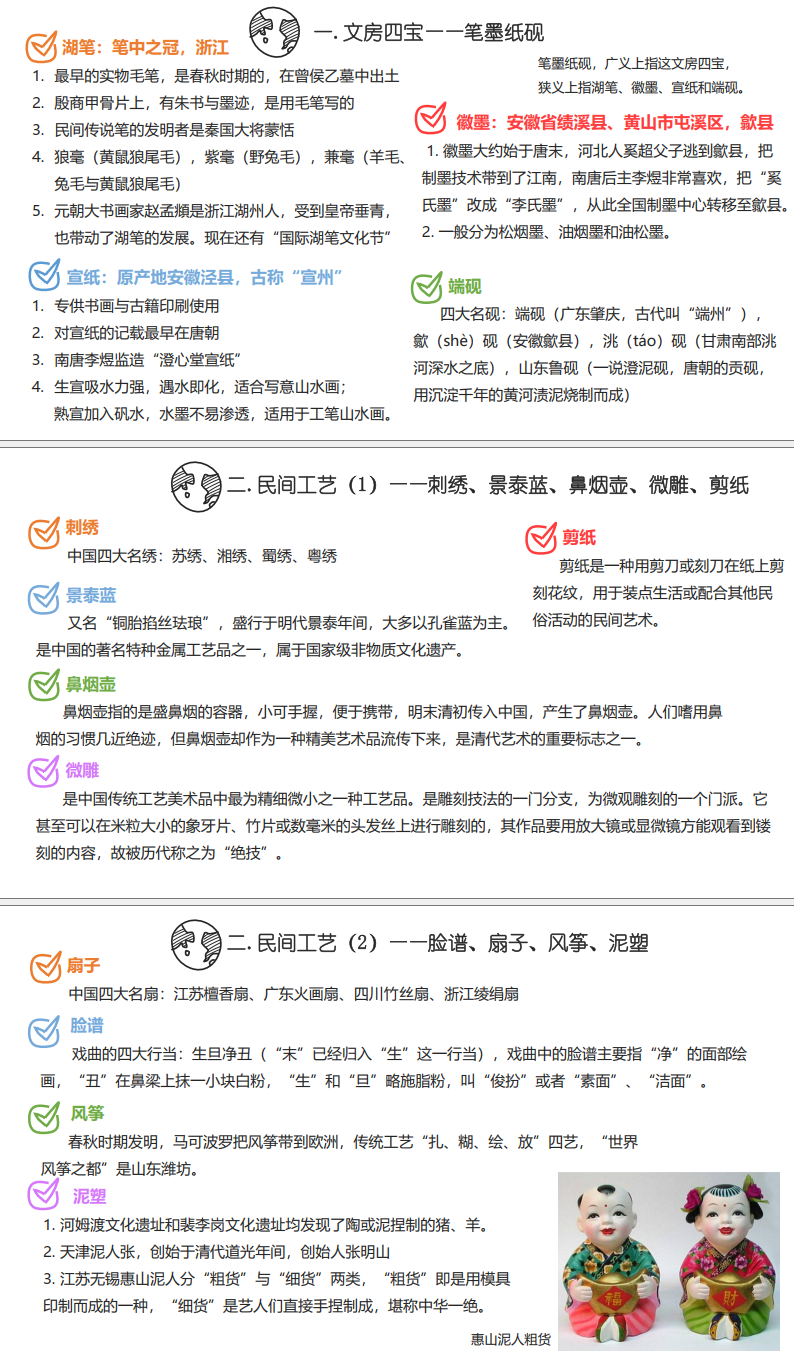 一. 文房四宝——笔墨纸砚
笔墨纸砚，广义上指这文房四宝，
狭义上指湖笔、徽墨、宣纸和端砚。
湖笔：笔中之冠，浙江
1. 最早的实物毛笔，是春秋时期的，在曾侯乙墓中出土
2. 殷商甲骨片上，有朱书与墨迹，是用毛笔写的
3. 民间传说笔的发明者是秦国大将蒙恬
4. 狼毫（黄鼠狼尾毛），紫毫（野兔毛），兼毫（羊毛、
兔毛与黄鼠狼尾毛）
5. 元朝大书画家赵孟頫是浙江湖州人，受到皇帝垂青，
也带动了湖笔的发展。现在还有“国际湖笔文化节”
徽墨：安徽省绩溪县、黄山市屯溪区，歙县
1. 徽墨大约始于唐末，河北人奚超父子逃到歙县，把
制墨技术带到了江南，南唐后主李煜非常喜欢，把“奚
氏墨”改成“李氏墨”，从此全国制墨中心转移至歙县。
2. 一般分为松烟墨、油烟墨和油松墨。
宣纸：原产地安徽泾县，古称“宣州”
1. 专供书画与古籍印刷使用
2. 对宣纸的记载最早在唐朝
3. 南唐李煜监造“澄心堂宣纸”
4. 生宣吸水力强，遇水即化，适合写意山水画；
熟宣加入矾水，水墨不易渗透，适用于工笔山水画。
端砚
四大名砚：端砚（广东肇庆，古代叫“端州”），
歙（shè）砚（安徽歙县），洮（táo）砚（甘肃南部洮
河深水之底），山东鲁砚（一说澄泥砚，唐朝的贡砚，
用沉淀千年的黄河渍泥烧制而成）
二. 民间工艺（1）——刺绣、景泰蓝、鼻烟壶、微雕、剪纸
刺绣
中国四大名绣：苏绣、湘绣、蜀绣、粤绣
剪纸
剪纸是一种用剪刀或刻刀在纸上剪
刻花纹，用于装点生活或配合其他民
俗活动的民间艺术。
景泰蓝
又名“铜胎掐丝珐琅”，盛行于明代景泰年间，大多以孔雀蓝为主。
是中国的著名特种金属工艺品之一，属于国家级非物质文化遗产。
鼻烟壶
鼻烟壶指的是盛鼻烟的容器，小可手握，便于携带，明末清初传入中国，产生了鼻烟壶。人们嗜用鼻
烟的习惯几近绝迹，但鼻烟壶却作为一种精美艺术品流传下来，是清代艺术的重要标志之一。
微雕
是中国传统工艺美术品中最为精细微小之一种工艺品。是雕刻技法的一门分支，为微观雕刻的一个门派。它
甚至可以在米粒大小的象牙片、竹片或数毫米的头发丝上进行雕刻的，其作品要用放大镜或显微镜方能观看到镂
刻的内容，故被历代称之为“绝技”。
二. 民间工艺（2）——脸谱、扇子、风筝、泥塑
扇子
中国四大名扇：江苏檀香扇、广东火画扇、四川竹丝扇、浙江绫绢扇
脸谱
戏曲的四大行当：生旦净丑（“末”已经归入“生”这一行当），戏曲中的脸谱主要指“净”的面部绘
画，“丑”在鼻梁上抹一小块白粉，“生”和“旦”略施脂粉，叫“俊扮”或者“素面”、“洁面”。
风筝
春秋时期发明，马可波罗把风筝带到欧洲，传统工艺“扎、糊、绘、放”四艺，“世界
风筝之都”是山东潍坊。
泥塑
1. 河姆渡文化遗址和裴李岗文化遗址均发现了陶或泥捏制的猪、羊。
2. 天津泥人张，创始于清代道光年间，创始人张明山
3. 江苏无锡惠山泥人分“粗货”与“细货”两类，“粗货”即是用模具
印制而成的一种，“细货”是艺人们直接手捏制成，堪称中华一绝。
惠山泥人粗货
福
財